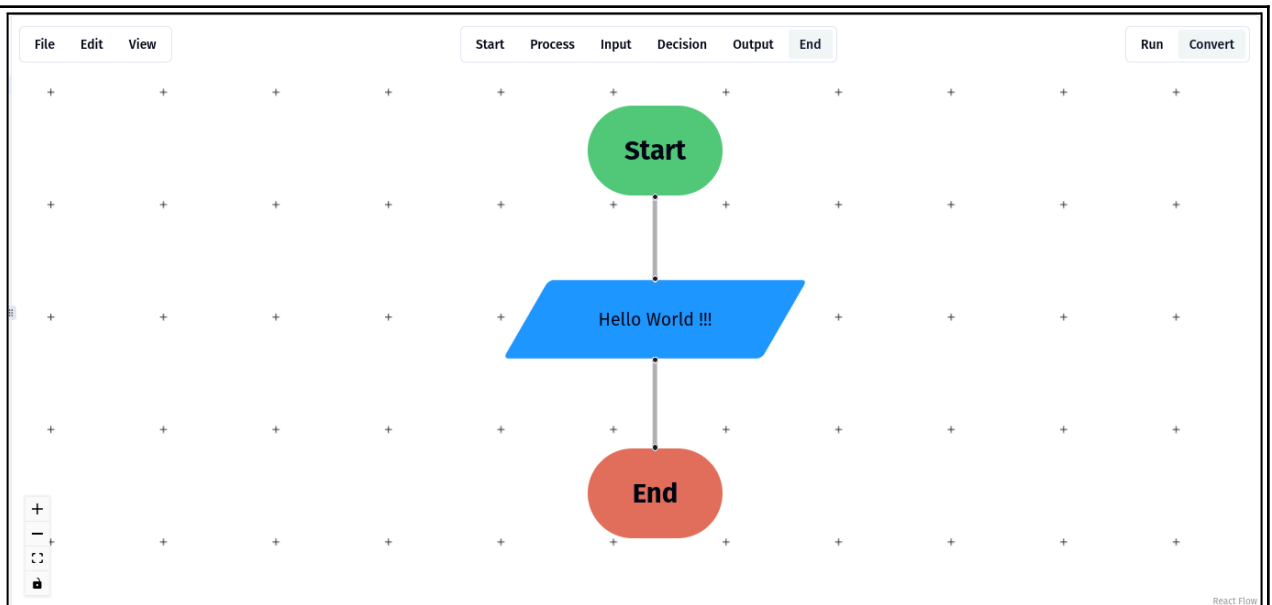 File Edit View
Start Process Input Decision Output End
Run Convert
Start
Hello World !!!
End
React Flow